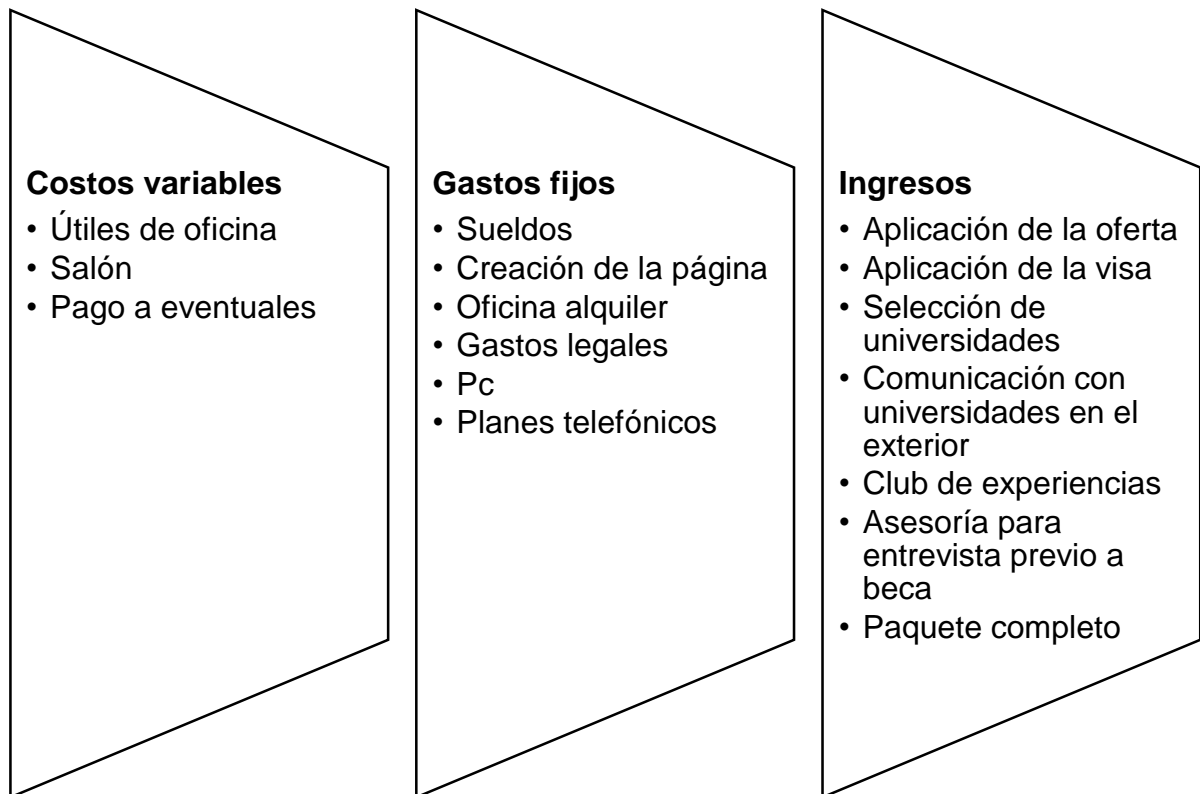 Costos variables
• Útiles de oficina
• Salón
• Pago a eventuales
Gastos fijos
• Sueldos
• Creación de la página
• Oficina alquiler
• Gastos legales
• Pc
• Planes telefónicos
Ingresos
• Aplicación de la oferta
• Aplicación de la visa
• Selección de
universidades
• Comunicación con
universidades en el
exterior
• Club de experiencias
• Asesoría para
entrevista previo a
beca
• Paquete completo